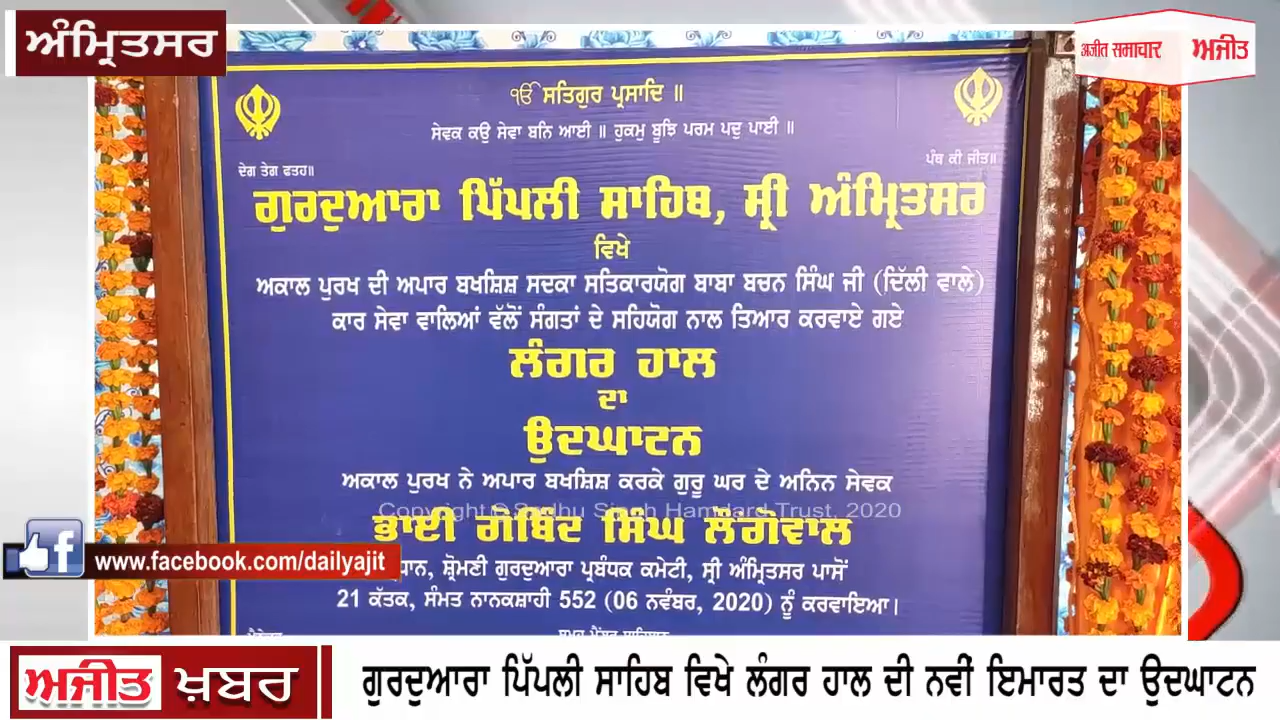 ਅੰਮ੍ਰਿਤਸਰ
ਅਜੀਤ ਸਮਾਚਾਰ ਅਜੀਤ
ੴ ਸਤਿਗੁਰ ਪ੍ਰਸਾਦਿ ॥
ਸੇਵਕ ਕਉ ਸੇਵਾ ਬਨਿ ਆਈ ॥ ਹੁਕਮੁ ਬੂਝਿ ਪਰਮ ਪਦੁ ਪਾਈ ॥
ਦੇਗ ਤੇਗ ਫਤਹ॥ ਪੰਥ ਕੀ ਜੀਤ॥
ਗੁਰਦੁਆਰਾ ਪਿੱਪਲੀ ਸਾਹਿਬ, ਸ੍ਰੀ ਅੰਮ੍ਰਿਤਸਰ
ਵਿਖੇ
ਅਕਾਲ ਪੁਰਖ ਦੀ ਅਪਾਰ ਬਖਸ਼ਿਸ਼ ਸਦਕਾ ਸਤਿਕਾਰਯੋਗ ਬਾਬਾ ਬਚਨ ਸਿੰਘ ਜੀ (ਦਿੱਲੀ ਵਾਲੇ)
ਕਾਰ ਸੇਵਾ ਵਾਲਿਆਂ ਵੱਲੋਂ ਸੰਗਤਾਂ ਦੇ ਸਹਿਯੋਗ ਨਾਲ ਤਿਆਰ ਕਰਵਾਏ ਗਏ
ਲੰਗਰ ਹਾਲ
ਦਾ
ਉਦਘਾਟਨ
ਅਕਾਲ ਪੁਰਖ ਨੇ ਅਪਾਰ ਬਖਸ਼ਿਸ਼ ਕਰਕੇ ਗੁਰੂ ਘਰ ਦੇ ਅਨਿਨ ਸੇਵਕ
Copyright © Sadhu Singh Hamdard Trust, 2020
ਭਾਈ ਗੋਬਿੰਦ ਸਿੰਘ ਲੌਂਗੋਵਾਲ
ਸ਼੍ਰੋਮਣੀ ਗੁਰਦੁਆਰਾ ਪ੍ਰਬੰਧਕ ਕਮੇਟੀ, ਸ੍ਰੀ ਅੰਮ੍ਰਿਤਸਰ ਪਾਸੋਂ
www.facebook.com/dailyajit
21 ਕੱਤਕ, ਸੰਮਤ ਨਾਨਕਸ਼ਾਹੀ 552 (06 ਨਵੰਬਰ, 2020) ਨੂੰ ਕਰਵਾਇਆ।
ਅਜੀਤ ਖ਼ਬਰ
ਗੁਰਦੁਆਰਾ ਪਿੱਪਲੀ ਸਾਹਿਬ ਵਿਖੇ ਲੰਗਰ ਹਾਲ ਦੀ ਨਵੀਂ ਇਮਾਰਤ ਦਾ ਉਦਘਾਟਨ